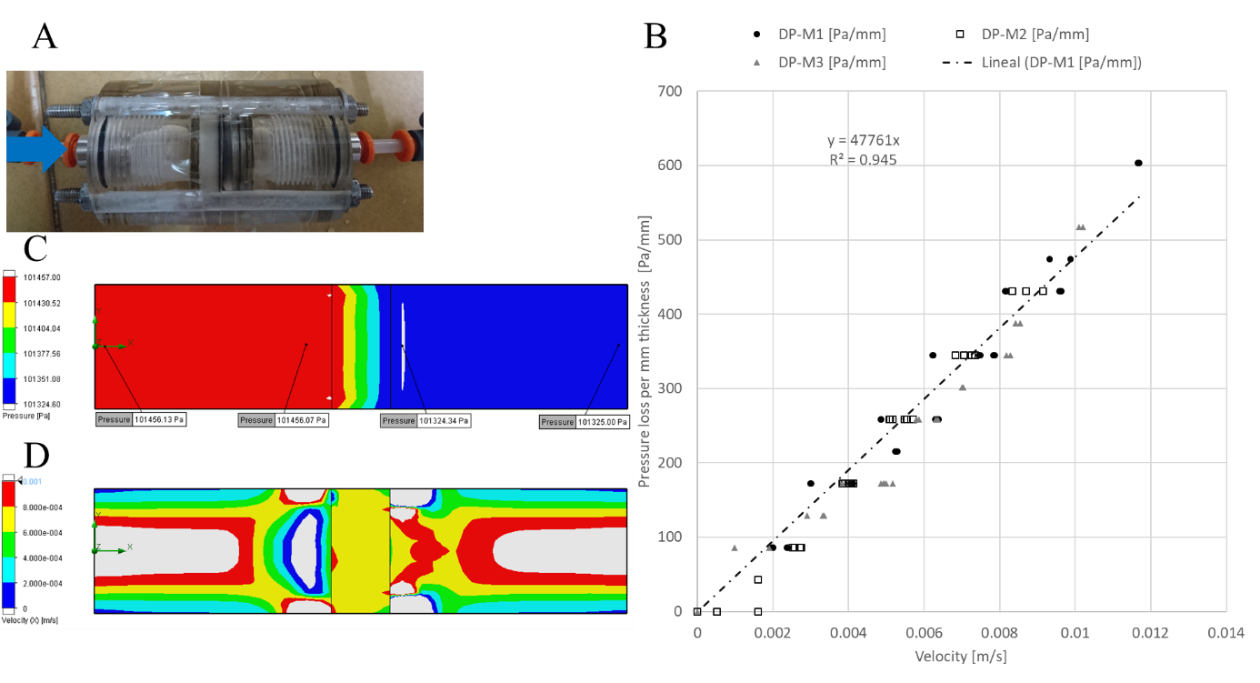 A
B
DP-M1 [Pa/mm]
DP-M2 [Pa/mm]
DP-M3 [Pa/mm]
Lineal (DP-M1 [Pa/mm])
y = 47761x
R² = 0.945
700
600
500
400
300
200
100
0
Pressure loss per mm thickness [Pa/mm]
0
0.002
0.004
0.006
0.008
0.01
0.012
0.014
Velocity [m/s]
C
101457.00
101430.52
101404.04
101377.56
101351.08
101324.60
Pressure [Pa]
Y
Z
X
Pressure 101456.13 Pa
Pressure 101456.07 Pa
Pressure 101324.34 Pa
Pressure 101325.00 Pa
D
0.001
8.000e-004
6.000e-004
4.000e-004
2.000e-004
0
Velocity (X) [m/s]
Y
Z
X